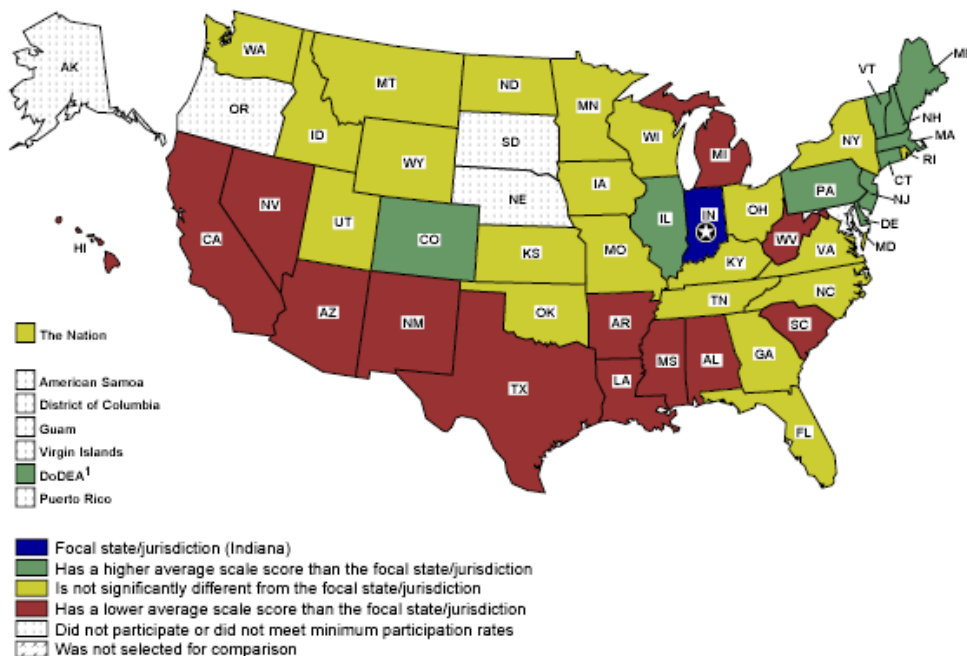 AK
WA
MT
ND
MN
VT
ME
OR
ID
WY
SD
WI
MI
NY
NH
MA
RI
CT
NV
UT
CO
NE
IA
IL
IN
OH
PA
NJ
DE
MD
CA
KS
MO
KY
WV
VA
HI
AZ
NM
OK
AR
TN
NC
SC
TX
LA
MS
AL
GA
FL
The Nation
American Samoa
District of Columbia
Guam
Virgin Islands
DoDEA¹
Puerto Rico
Focal state/jurisdiction (Indiana)
Has a higher average scale score than the focal state/jurisdiction
Is not significantly different from the focal state/jurisdiction
Has a lower average scale score than the focal state/jurisdiction
Did not participate or did not meet minimum participation rates
Was not selected for comparison